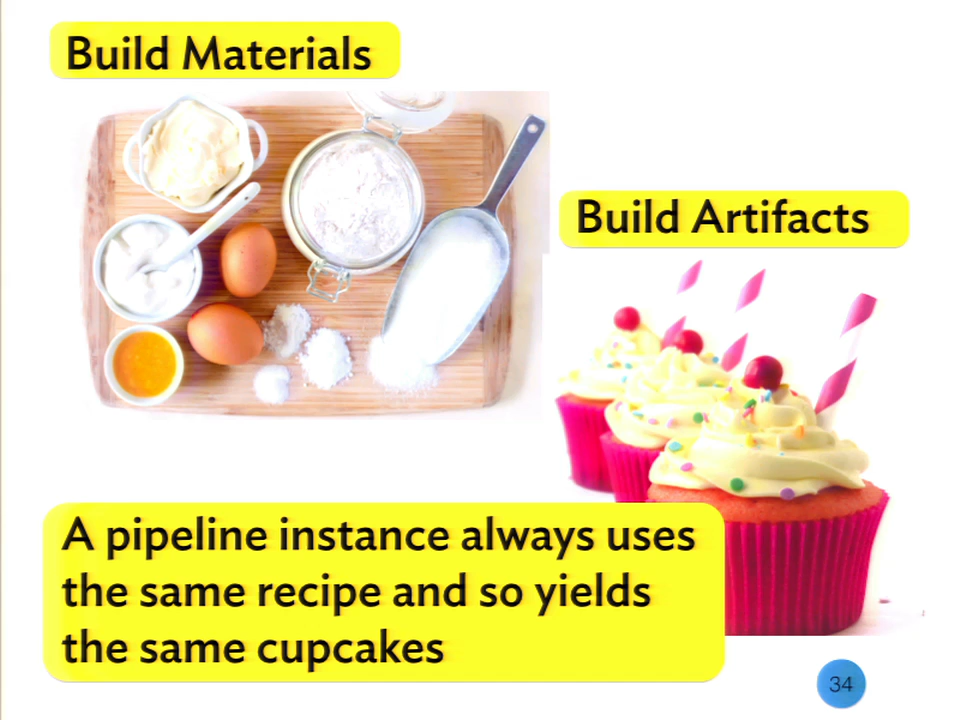 Build Materials
Build Artifacts
A pipeline instance always uses
the same recipe and so yields
the same cupcakes
34